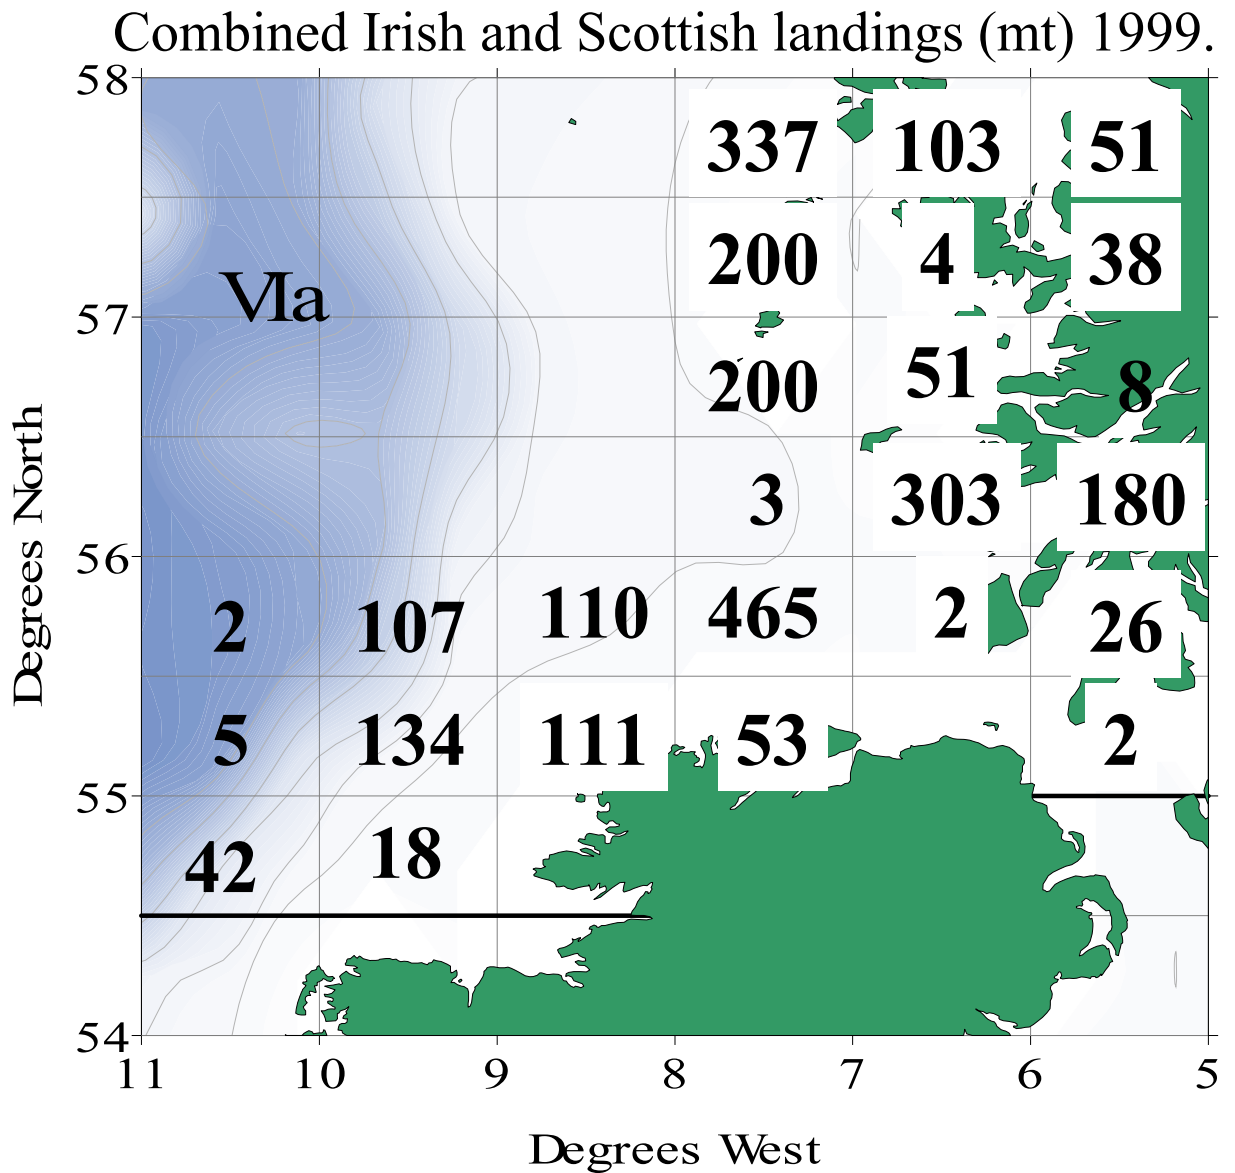 Combined Irish and Scottish landings (mt) 1999.
58
337 103 51
200 4 38
VIa
57
200 51 8
3 303 180
56
2 107 110 465 2 26
5 134 111 53 2
55
42 18
54
11 10 9 8 7 6 5
Degrees North
Degrees West